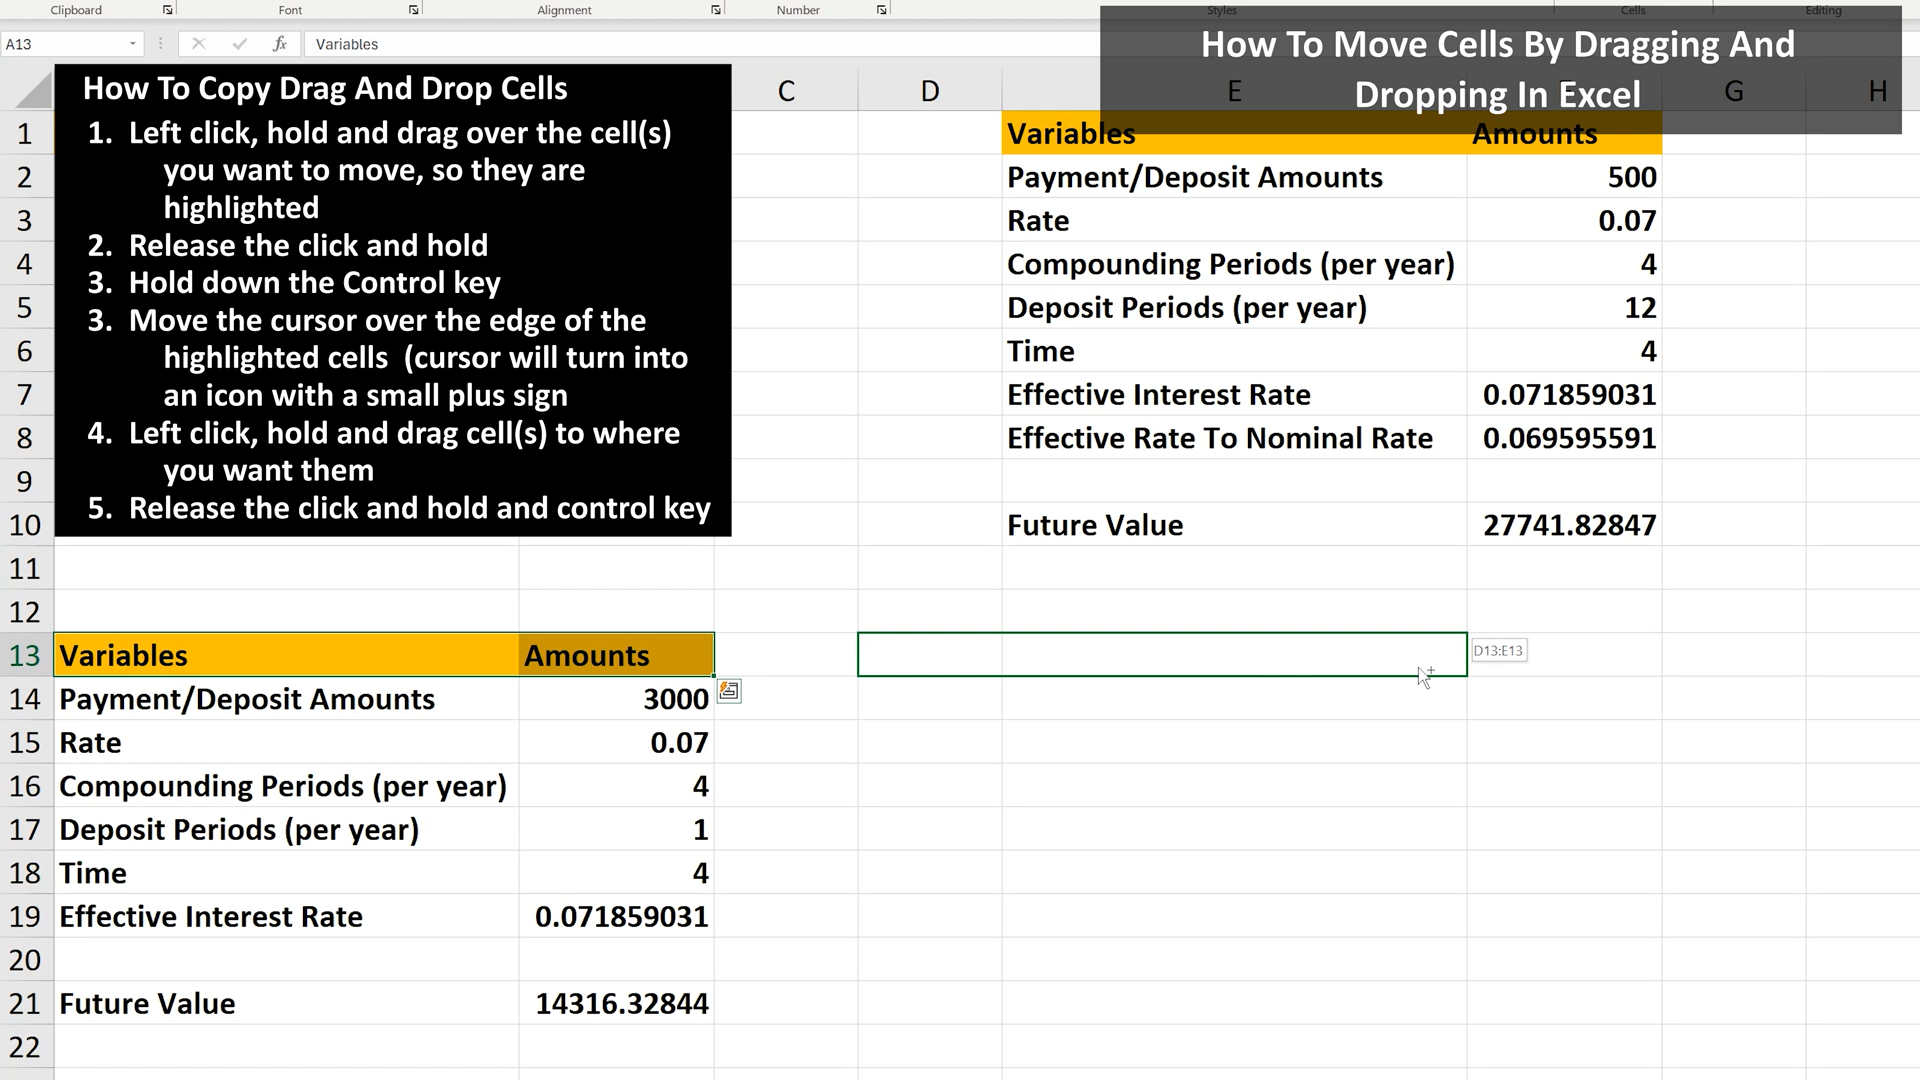 Clipboard Font Alignment Number Styles Cells Editing
A13 fx Variables
How To Move Cells By Dragging And
Dropping In Excel
C D E F G H
How To Copy Drag And Drop Cells
1. Left click, hold and drag over the cell(s)
you want to move, so they are
highlighted
2. Release the click and hold
3. Hold down the Control key
3. Move the cursor over the edge of the
highlighted cells (cursor will turn into
an icon with a small plus sign
4. Left click, hold and drag cell(s) to where
you want them
5. Release the click and hold and control key
1 Variables Amounts
2 Payment/Deposit Amounts 500
3 Rate 0.07
4 Compounding Periods (per year) 4
5 Deposit Periods (per year) 12
6 Time 4
7 Effective Interest Rate 0.071859031
8 Effective Rate To Nominal Rate 0.069595591
9
10 Future Value 27741.82847
11
12
13 Variables Amounts D13:E13
14 Payment/Deposit Amounts 3000
15 Rate 0.07
16 Compounding Periods (per year) 4
17 Deposit Periods (per year) 1
18 Time 4
19 Effective Interest Rate 0.071859031
20
21 Future Value 14316.32844
22